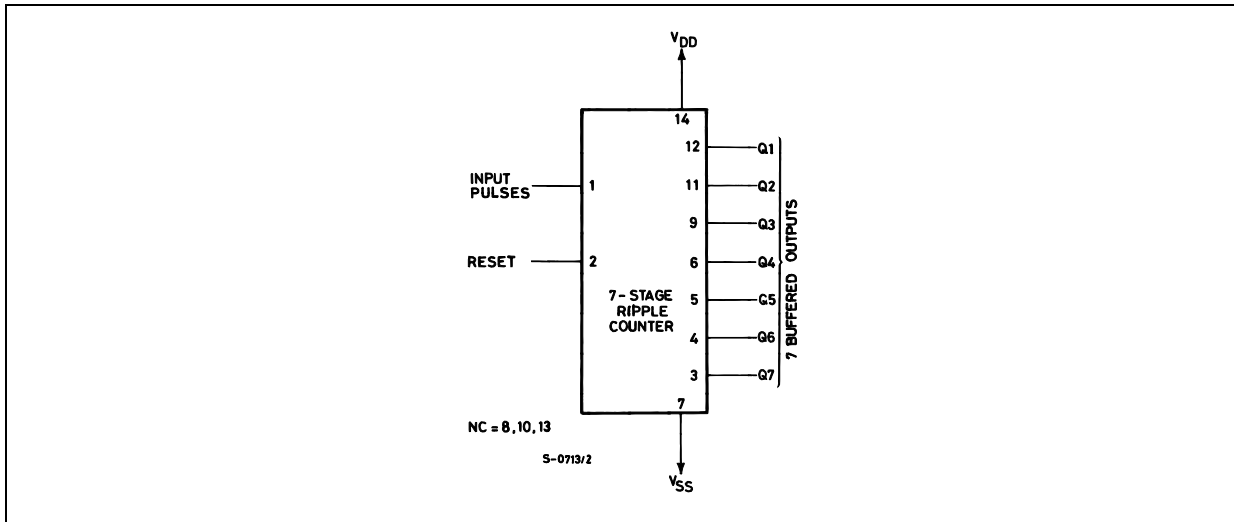 VDD
14
12 Q1
INPUT
PULSES
1
11 Q2
9 Q3
RESET
2
6 Q4
5 Q5
7-STAGE
RIPPLE
COUNTER
4 Q6
3 Q7
7 BUFFERED OUTPUTS
7
NC = 8,10,13
S-0713/2
VSS